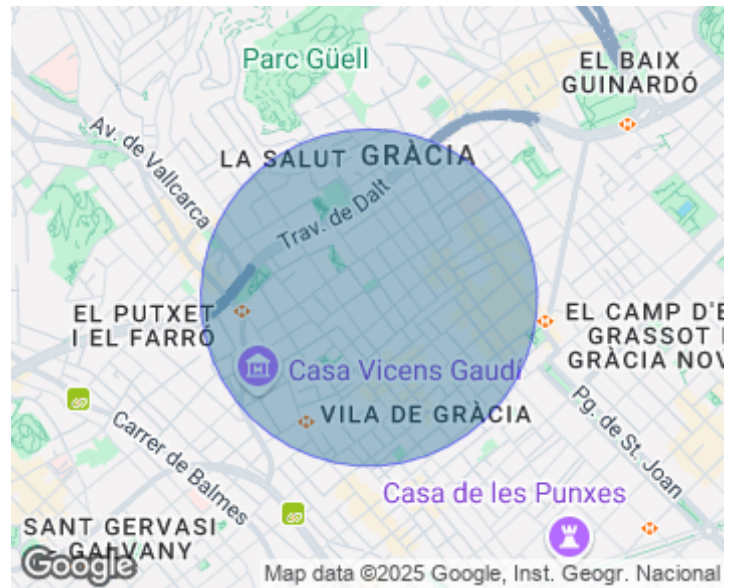 Parc Güell
EL BAIX
GUINARDÓ
Av. de Vallcarca
LA SALUT
GRÀCIA
Trav. de Dalt
EL PUTXET
I EL FARRÓ
EL CAMP D'E
GRASSOT I
GRÀCIA NOV
Casa Vicens Gaudí
VILA DE GRÀCIA
Pg. de St. Joan
Carrer de Balmes
Casa de les Punxes
SANT GERVASI
- GALVANY
Google
Map data ©2025 Google, Inst. Geogr. Nacional